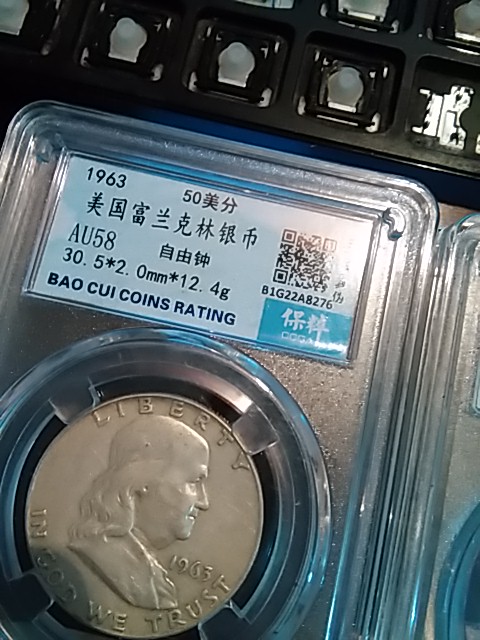 1963 50美分
美国富兰克林银币
AU58 自由钟
30.5*2.0mm*12.4g
BAO CUI COINS RATING
B1G22A8276
保粹
LIBERTY
IN GOD WE TRUST
1963